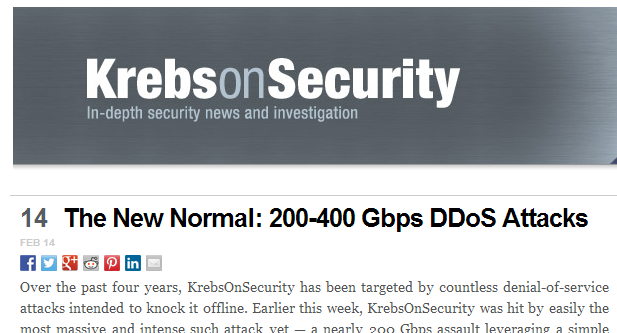 KrebsonSecurity
In-depth security news and investigation
14 The New Normal: 200-400 Gbps DDoS Attacks
FEB 14
Over the past four years, KrebsOnSecurity has been targeted by countless denial-of-service
attacks intended to knock it offline. Earlier this week, KrebsOnSecurity was hit by easily the
most massive and intense such attack yet — a nearly 200 Gbps assault leveraging a simple